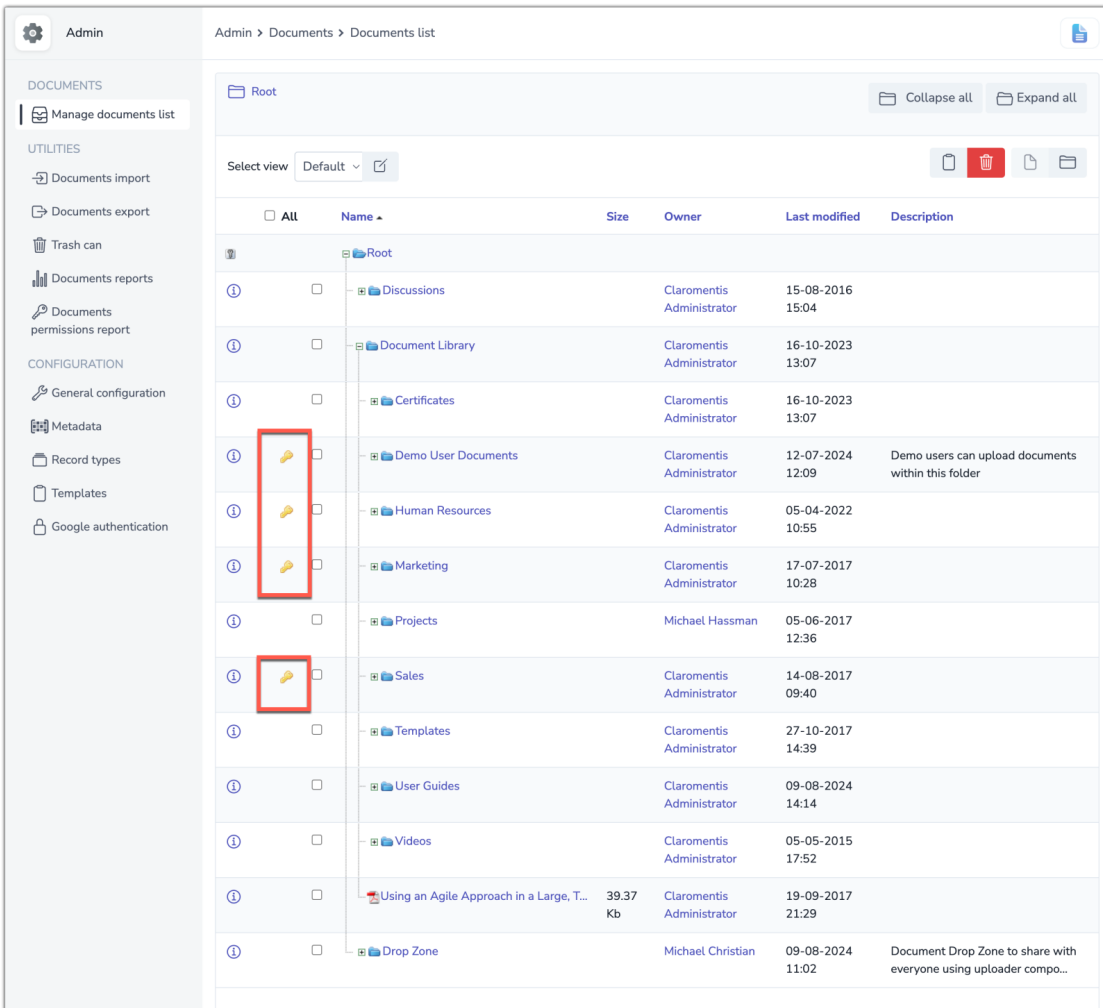 Admin
Admin > Documents > Documents list
DOCUMENTS
Manage documents list
UTILITIES
Documents import
Documents export
Trash can
Documents reports
Documents
permissions report
CONFIGURATION
General configuration
Metadata
Record types
Templates
Google authentication
Root
Collapse all
Expand all
Select view Default
All Name Size Owner Last modified Description
Root
Discussions Claromentis 15-08-2016
Administrator 15:04
Document Library Claromentis 16-10-2023
Administrator 13:07
Certificates Claromentis 16-10-2023
Administrator 13:07
Demo User Documents Claromentis 12-07-2024 Demo users can upload documents
Administrator 12:09 within this folder
Human Resources Claromentis 05-04-2022
Administrator 10:55
Marketing Claromentis 17-07-2017
Administrator 10:28
Projects Michael Hassman 05-06-2017
12:36
Sales Claromentis 14-08-2017
Administrator 09:40
Templates Claromentis 27-10-2017
Administrator 14:39
User Guides Claromentis 09-08-2024
Administrator 14:14
Videos Claromentis 05-05-2015
Administrator 17:52
Using an Agile Approach in a Large, T... 39.37 Claromentis 19-09-2017
Kb Administrator 21:29
Drop Zone Michael Christian 09-08-2024 Document Drop Zone to share with
11:02 everyone using uploader compo...